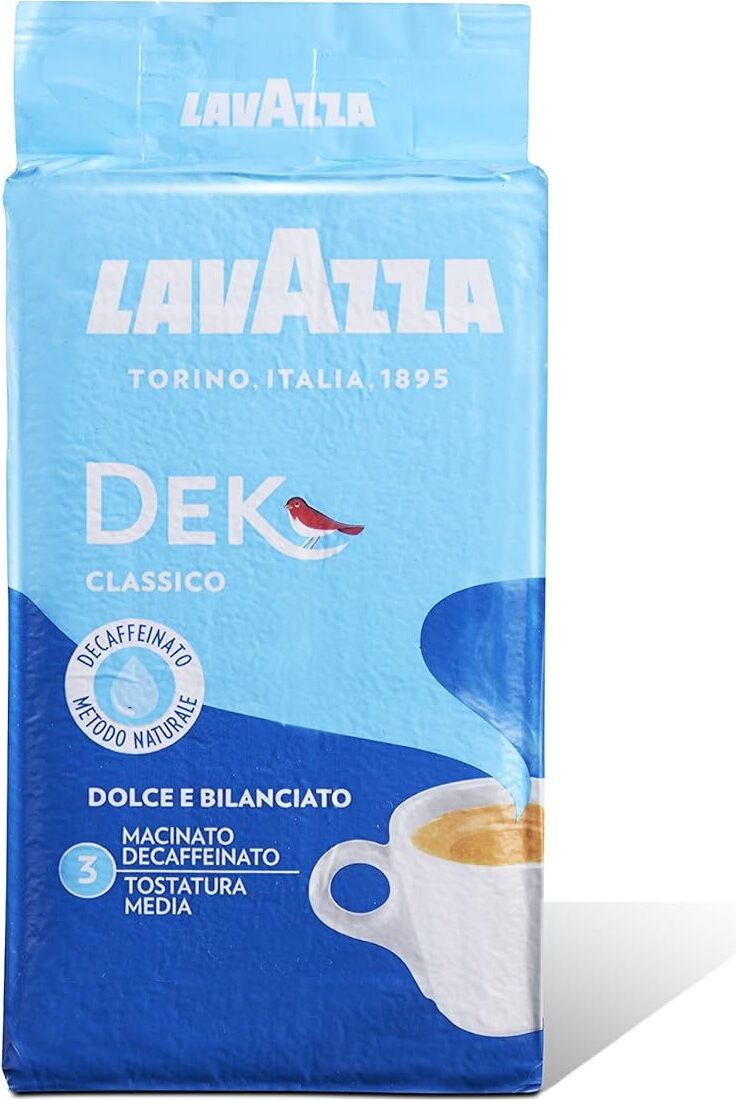 LAVAZZA
LAVAZZA
TORINO, ITALIA, 1895
DEK
CLASSICO
DECAFFEINATO
METODO NATURALE
DOLCE E BILANCIATO
3
MACINATO
DECAFFEINATO
TOSTATURA
MEDIA